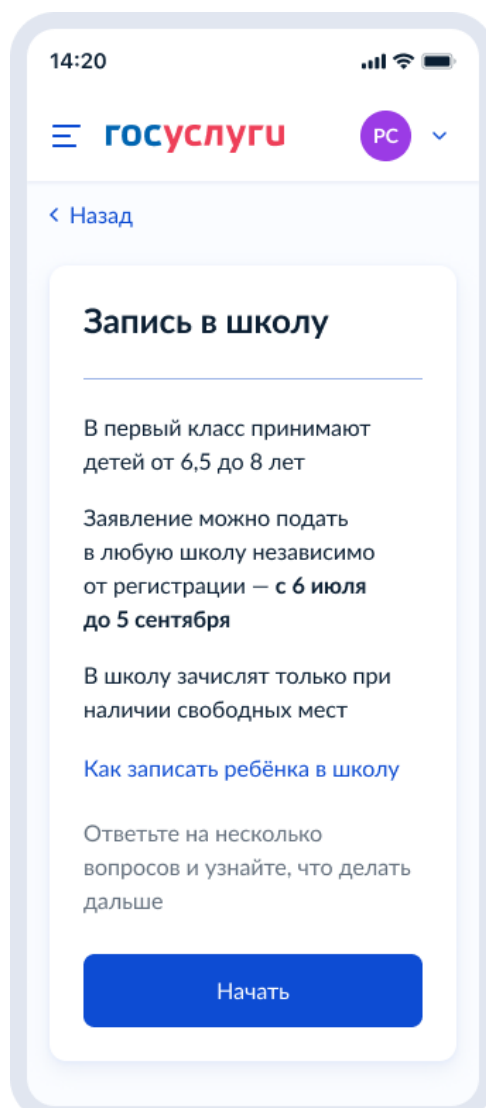 14:20
госуслуги
РС
Назад
Запись в школу
В первый класс принимают
детей от 6,5 до 8 лет
Заявление можно подать
в любую школу независимо
от регистрации — с 6 июля
до 5 сентября
В школу зачислят только при
наличии свободных мест
Как записать ребёнка в школу
Ответьте на несколько
вопросов и узнайте, что делать
дальше
Начать